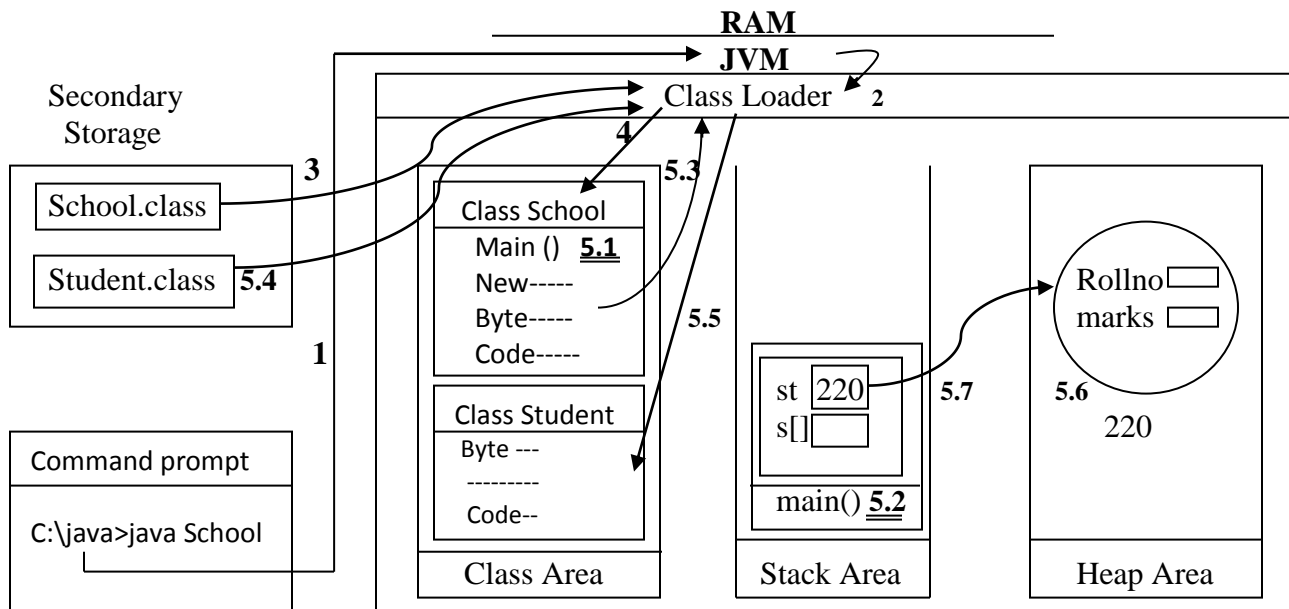 RAM
JVM
Class Loader 2
Secondary
Storage
3
4
5.3
School.class
Student.class 5.4
1
Class School
Main () 5.1
New-----
Byte-----
Code-----
5.5
Class Student
Byte ---
---------
Code--
Class Area
st 220
s[]
main() 5.2
Stack Area
5.7
Rollno
marks
5.6
220
Heap Area
Command prompt
C:\java>java School